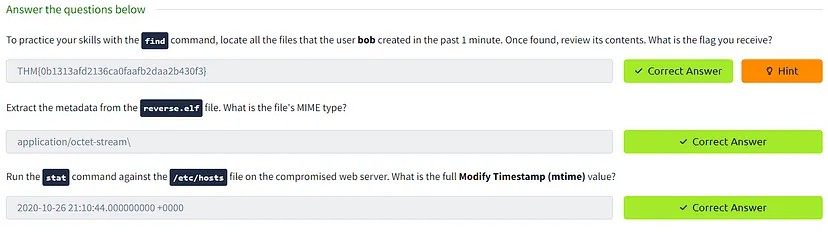 Answer the questions below
To practice your skills with the find command, locate all the files that the user bob created in the past 1 minute. Once found, review its contents. What is the flag you receive?
THM{0b1313afd2136ca0faafb2daa2b430f3}
✓ Correct Answer
Hint
Extract the metadata from the reverse.elf file. What is the file's MIME type?
application/octet-stream\
✓ Correct Answer
Run the stat command against the /etc/hosts file on the compromised web server. What is the full Modify Timestamp (mtime) value?
2020-10-26 21:10:44.000000000 +0000
✓ Correct Answer